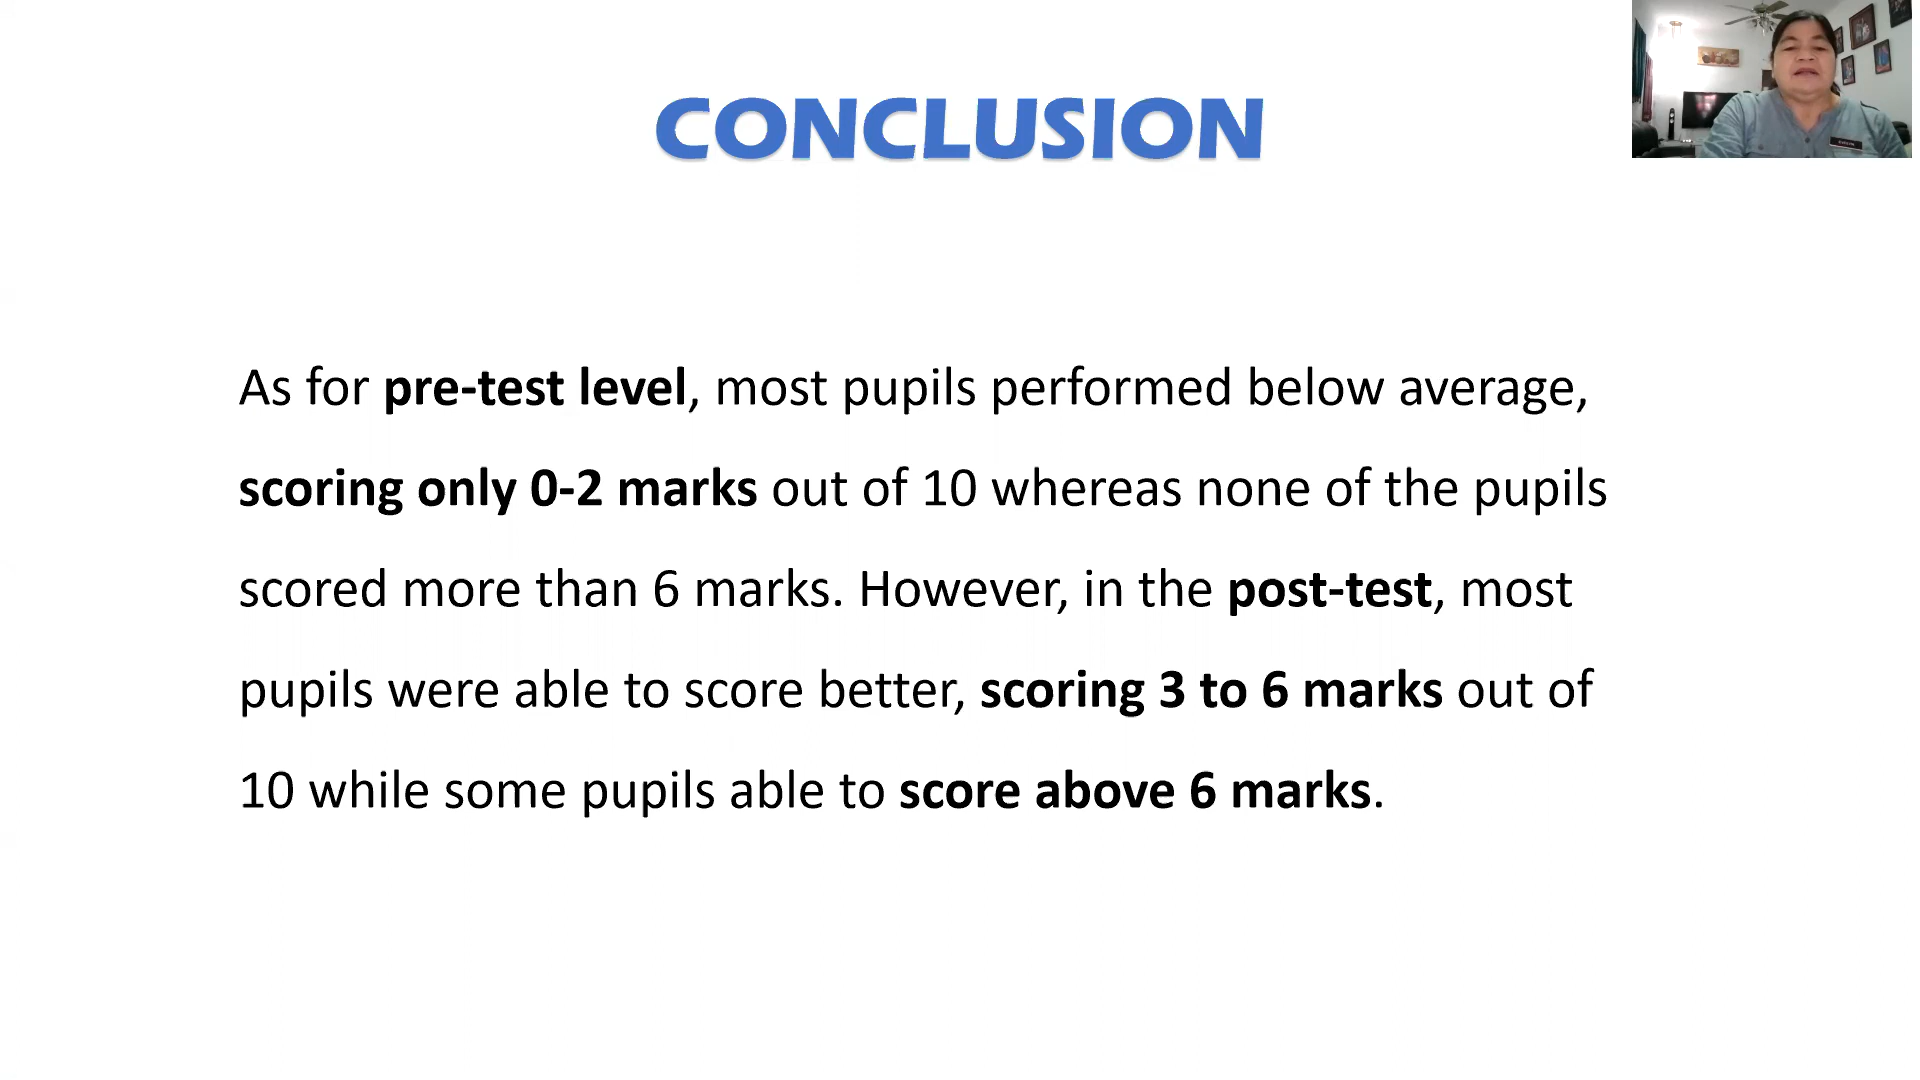 CONCLUSION
As for pre-test level, most pupils performed below average,
scoring only 0-2 marks out of 10 whereas none of the pupils
scored more than 6 marks. However, in the post-test, most
pupils were able to score better, scoring 3 to 6 marks out of
10 while some pupils able to score above 6 marks.